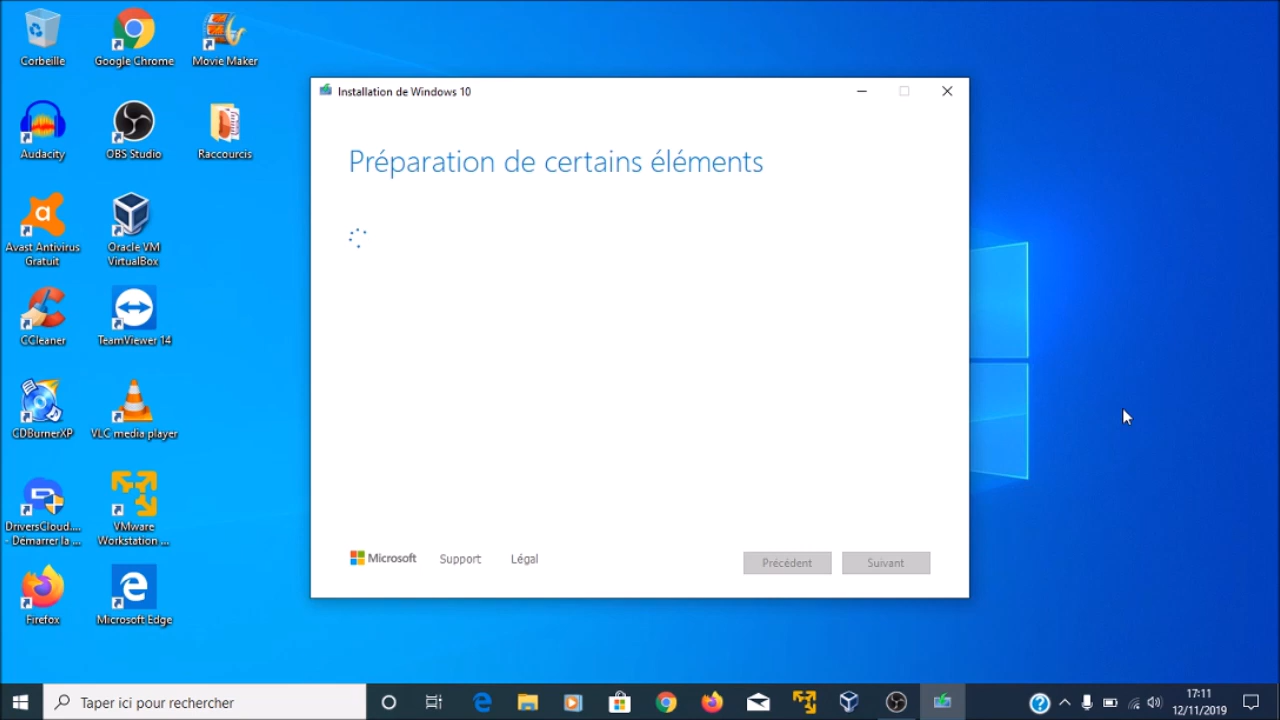 Corbeille
Google Chrome
Movie Maker
Audacity
OBS Studio
Raccourcis
Avast Antivirus
Gratuit
Oracle VM
VirtualBox
CCleaner
TeamViewer 14
CDBurnerXP
VLC media player
DriversCloud....
- Démarrer la ...
VMware
Workstation ...
Firefox
Microsoft Edge
Installation de Windows 10
Préparation de certains éléments
Microsoft
Support
Légal
Précédent
Suivant
Taper ici pour rechercher
17:11
12/11/2019